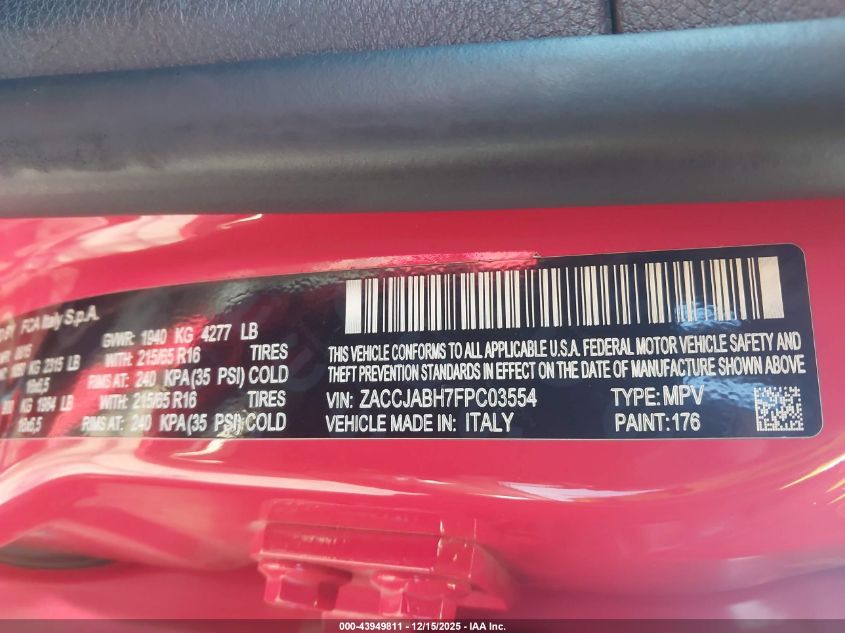 BY FCA Italy S.p.A.
GVWR: 1940 KG 4277 LB
2315 LB WITH: 215/65 R16 TIRES
RIMS AT: 240 KPA(35 PSI) COLD
KG 1984 LB WITH: 215/65 R16 TIRES
RIMS AT: 240 KPA(35 PSI) COLD
THIS VEHICLE CONFORMS TO ALL APPLICABLE U.S.A. FEDERAL MOTOR VEHICLE SAFETY AND
THEFT PREVENTION STANDARDS IN EFFECT ON THE DATE OF MANUFACTURE SHOWN ABOVE
VIN: ZACCJABH7FPC03554 TYPE: MPV
VEHICLE MADE IN: ITALY PAINT: 176
000-43949811 - 12/15/2025 - IAA Inc.